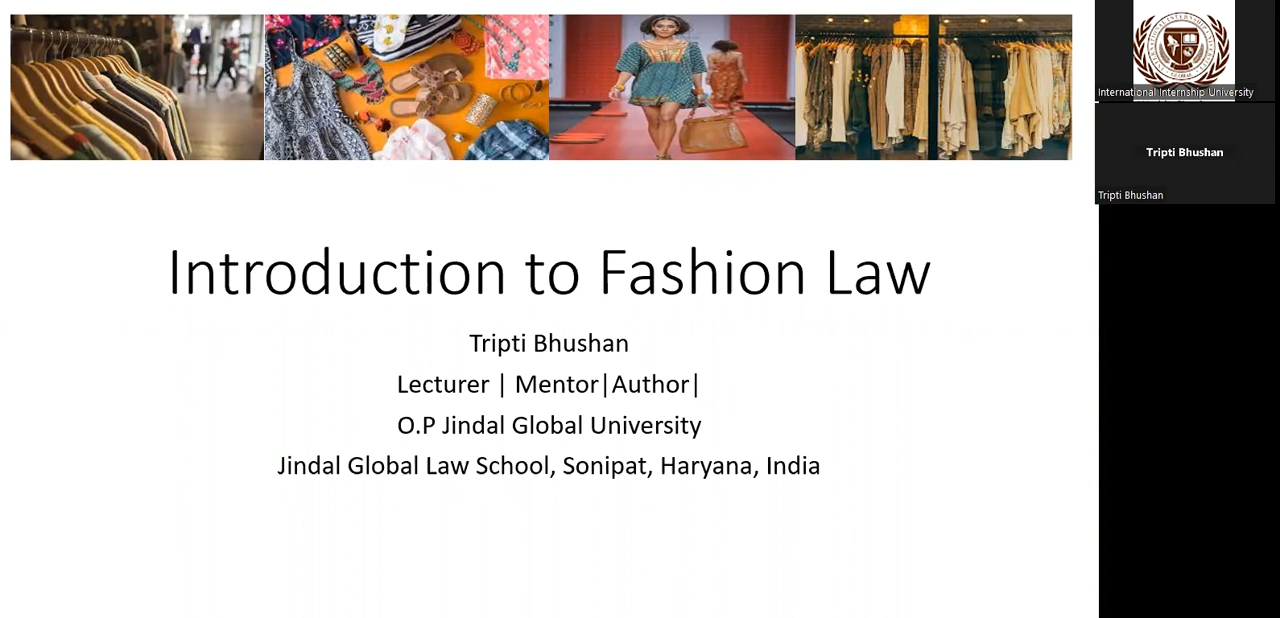 Introduction to Fashion Law
Tripti Bhushan
Lecturer | Mentor|Author|
O.P Jindal Global University
Jindal Global Law School, Sonipat, Haryana, India
International Internship University
Tripti Bhushan
Tripti Bhushan